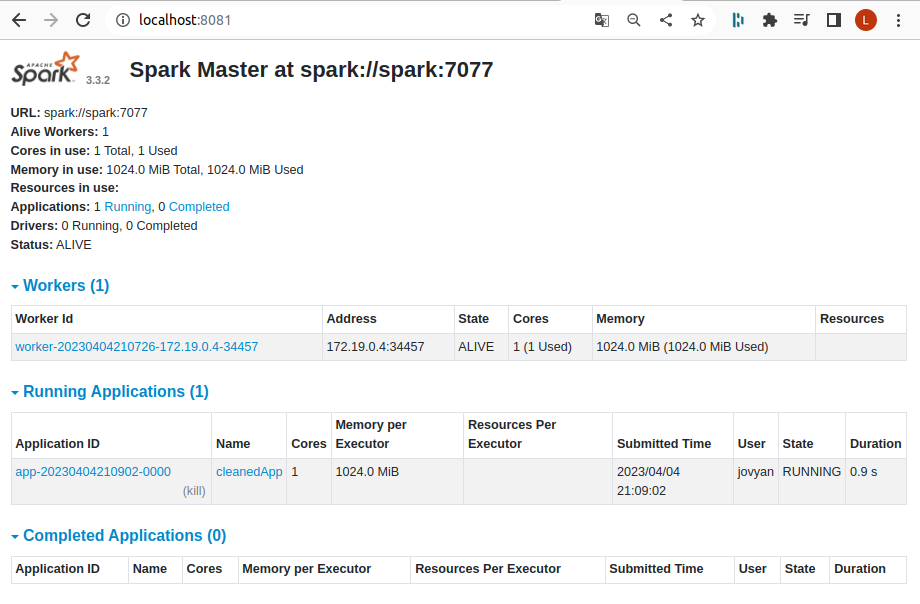 localhost:8081
L
APACHE
Spark 3.3.2 Spark Master at spark://spark:7077
URL: spark://spark:7077
Alive Workers: 1
Cores in use: 1 Total, 1 Used
Memory in use: 1024.0 MiB Total, 1024.0 MiB Used
Resources in use:
Applications: 1 Running, 0 Completed
Drivers: 0 Running, 0 Completed
Status: ALIVE
Workers (1)
Worker Id Address State Cores Memory Resources
worker-20230404210726-172.19.0.4-34457 172.19.0.4:34457 ALIVE 1 (1 Used) 1024.0 MiB (1024.0 MiB Used)
Running Applications (1)
Memory per Resources Per
Application ID Name Cores Executor Executor Submitted Time User State Duration
app-20230404210902-0000 cleanedApp 1 1024.0 MiB 2023/04/04 jovyan RUNNING 0.9 s
(kill) 21:09:02
Completed Applications (0)
Application ID Name Cores Memory per Executor Resources Per Executor Submitted Time User State Duration